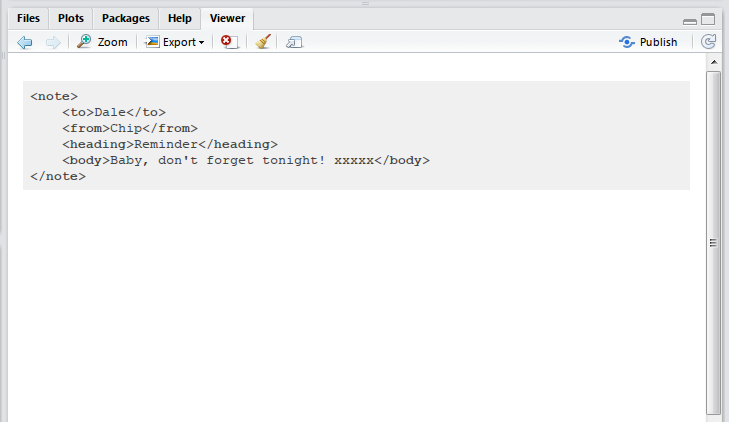 Files Plots Packages Help Viewer
Zoom Export Publish
<note>
    <to>Dale</to>
    <from>Chip</from>
    <heading>Reminder</heading>
    <body>Baby, don't forget tonight! xxxxx</body>
</note>